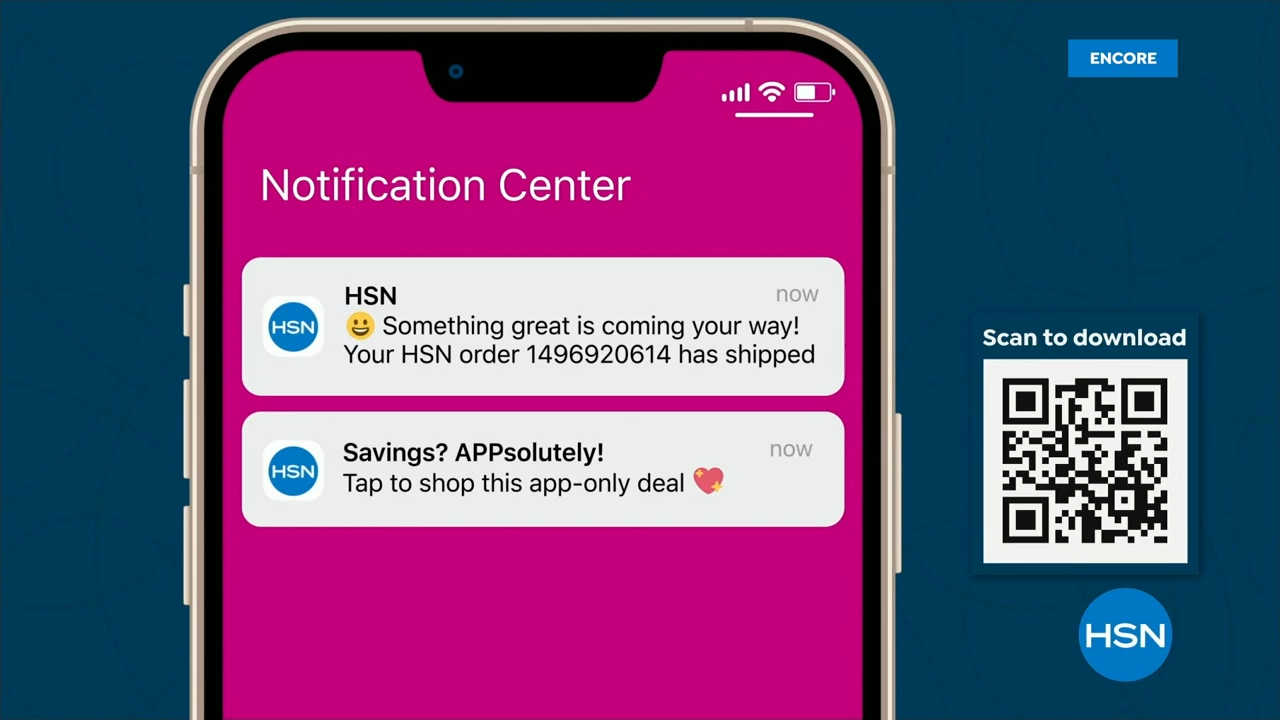 ENCORE
Notification Center
HSN
now
😀 Something great is coming your way!
Your HSN order 1496920614 has shipped
HSN
Savings? APPsolutely!
now
Tap to shop this app-only deal 💖
HSN
Scan to download
HSN